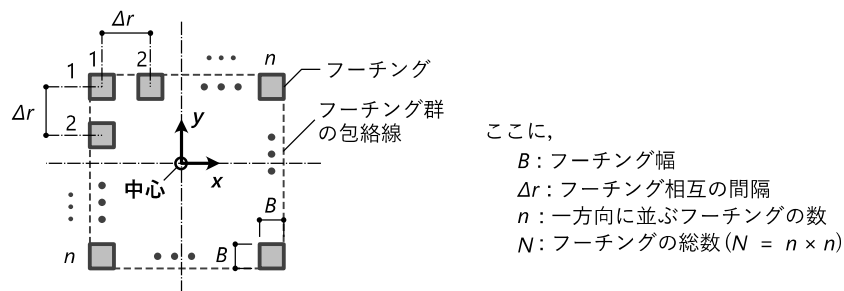 Δr
1 2 n
1
Δr
2
n
フーチング
フーチング群
の包絡線
y
x
中心
B
B
ここに,
B：フーチング幅
Δr：フーチング相互の間隔
n：一方向に並ぶフーチングの数
N：フーチングの総数(N = n × n)